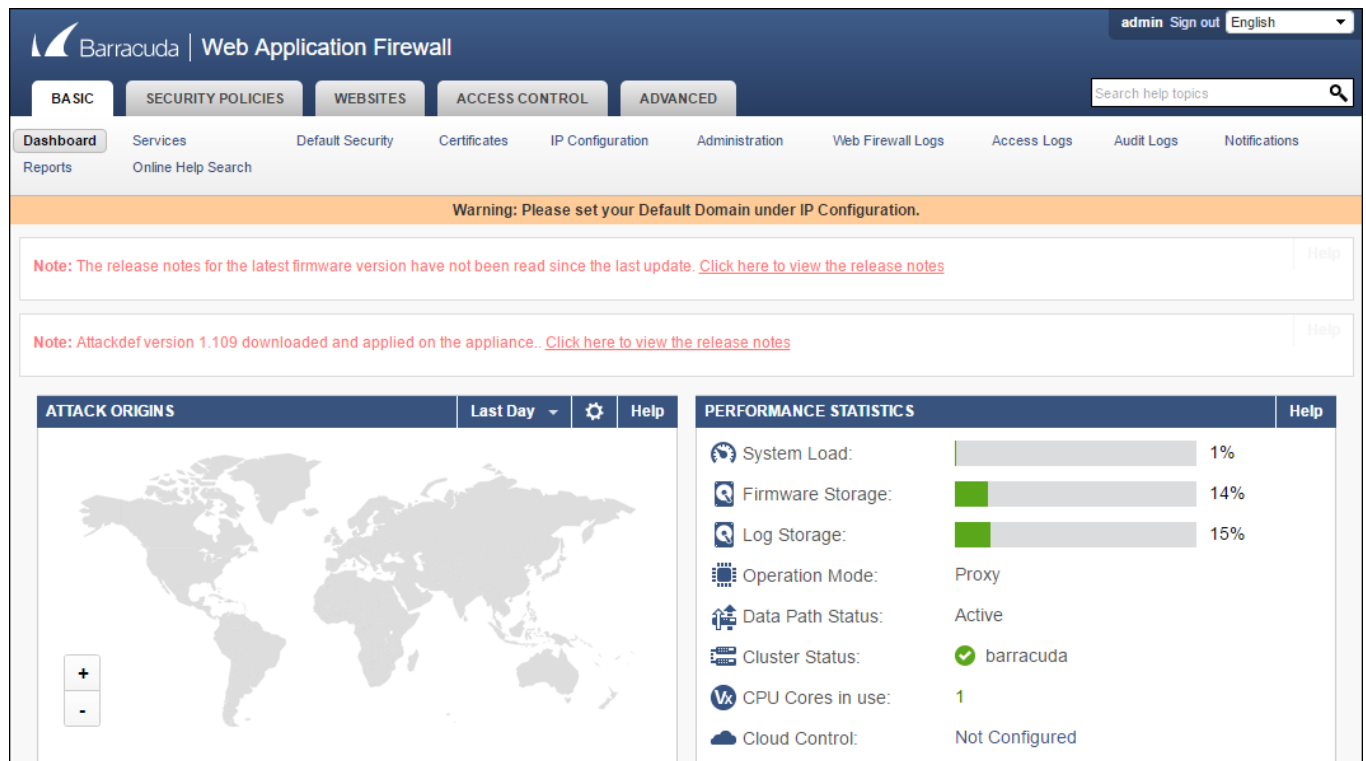 admin Sign out English
Barracuda | Web Application Firewall
BASIC SECURITY POLICIES WEBSITES ACCESS CONTROL ADVANCED
Search help topics
Dashboard Services Default Security Certificates IP Configuration Administration Web Firewall Logs Access Logs Audit Logs Notifications
Reports Online Help Search
Warning: Please set your Default Domain under IP Configuration.
Help
Note: The release notes for the latest firmware version have not been read since the last update. Click here to view the release notes
Help
Note: Attackdef version 1.109 downloaded and applied on the appliance.. Click here to view the release notes
ATTACK ORIGINS Last Day Help
+
-
PERFORMANCE STATISTICS Help
System Load: 1%
Firmware Storage: 14%
Log Storage: 15%
Operation Mode: Proxy
Data Path Status: Active
Cluster Status: barracuda
Vx CPU Cores in use: 1
Cloud Control: Not Configured